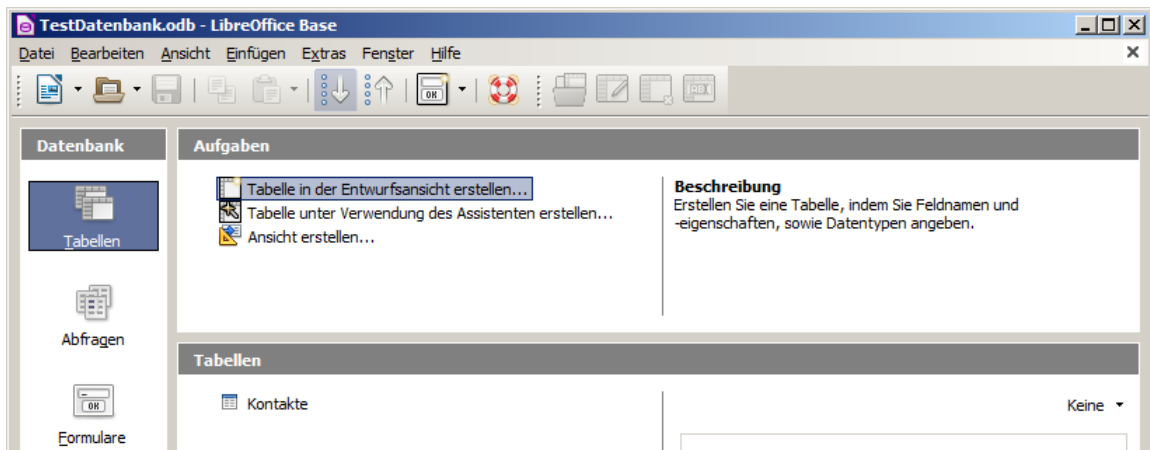 TestDatenbank.odb - LibreOffice Base
Datei Bearbeiten Ansicht Einfügen Extras Fenster Hilfe
OK
Datenbank
Tabellen
Abfragen
OK
Formulare
Aufgaben
Tabelle in der Entwurfsansicht erstellen...
Tabelle unter Verwendung des Assistenten erstellen...
Ansicht erstellen...
Beschreibung
Erstellen Sie eine Tabelle, indem Sie Feldnamen und
-eigenschaften, sowie Datentypen angeben.
Tabellen
Kontakte
Keine